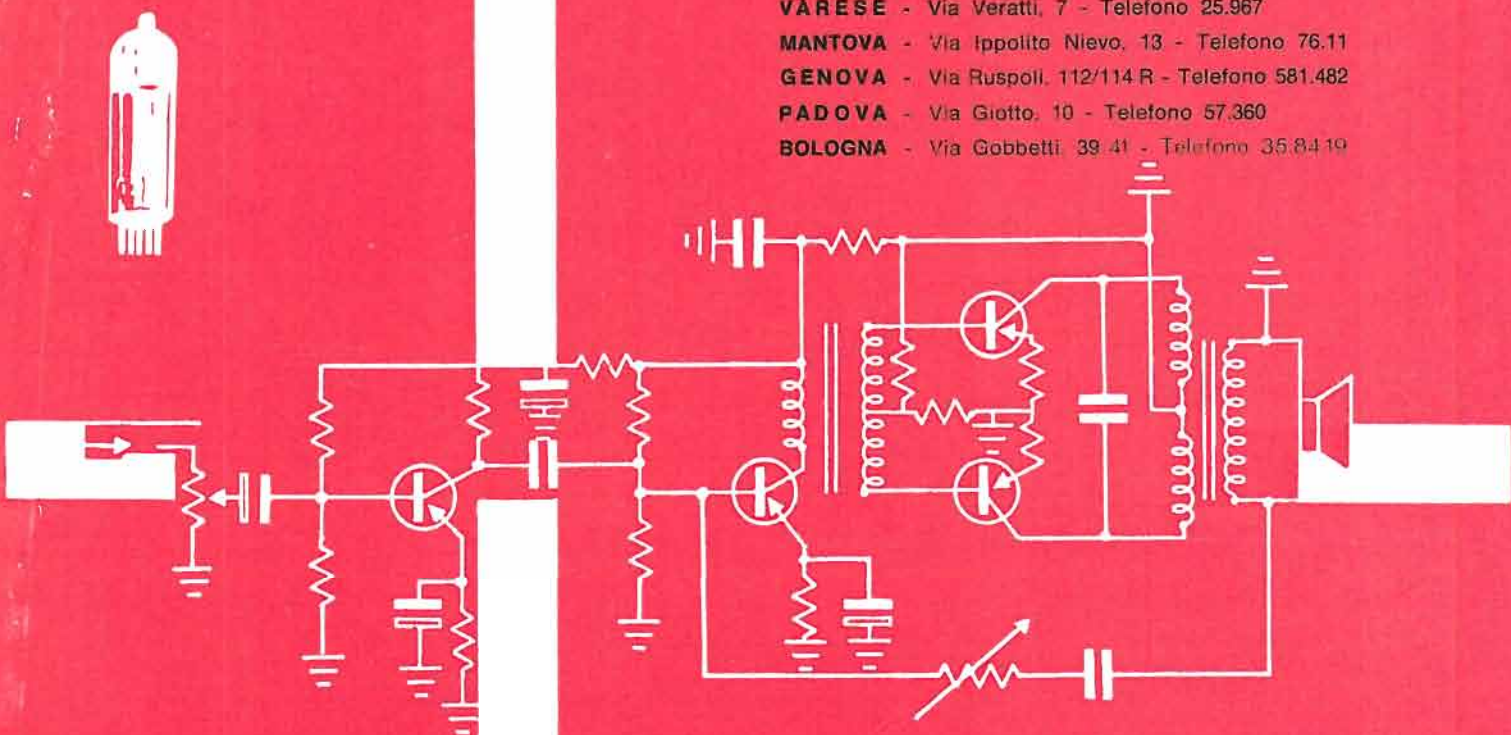 VARESE - Via Veratti, 7 - Telefono 25.967
MANTOVA - Via Ippolito Nievo, 13 - Telefono 76.11
GENOVA - Via Ruspoli, 112/114 R - Telefono 581.482
PADOVA - Via Giotto, 10 - Telefono 57.360
BOLOGNA - Via Gobbetti, 39 41 - Telefono 35.84 19